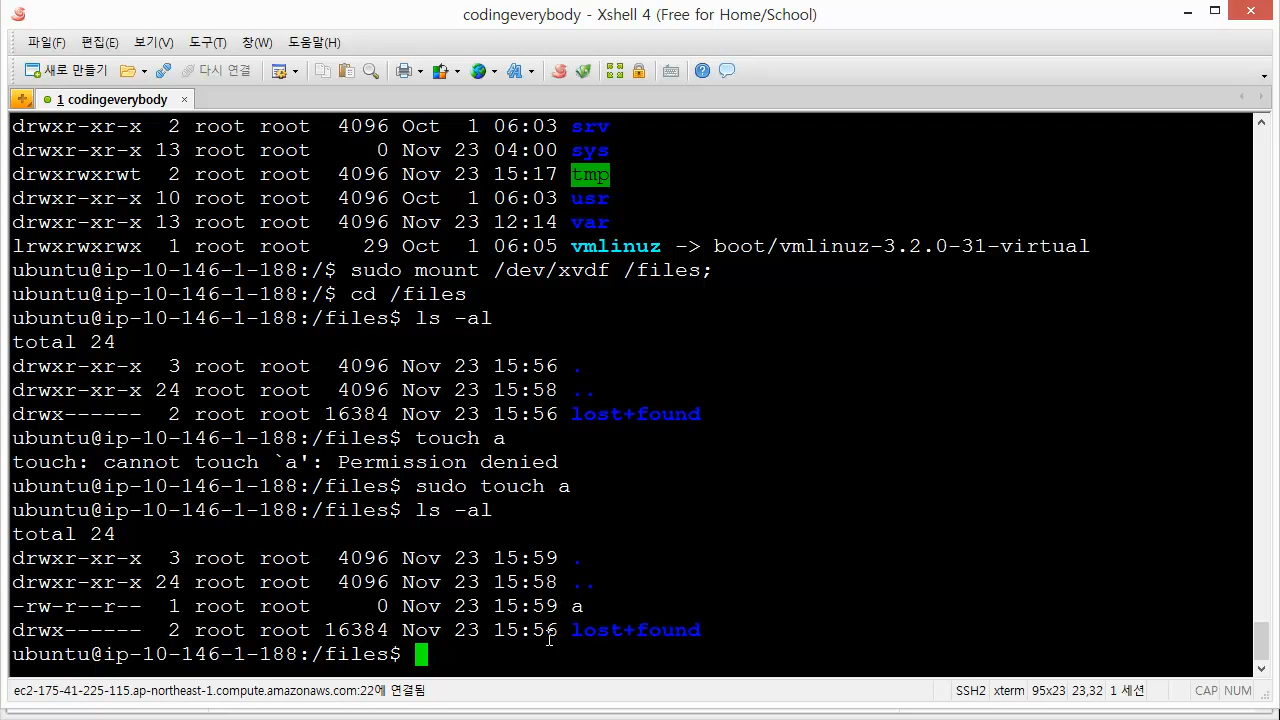 codingeverybody - Xshell 4 (Free for Home/School)
파일(F) 편집(E) 보기(V) 도구(T) 창(W) 도움말(H)
새로 만들기 다시 연결
1 codingeverybody
drwxr-xr-x 2 root root 4096 Oct 1 06:03 srv
drwxr-xr-x 13 root root 0 Nov 23 04:00 sys
drwxrwxrwt 2 root root 4096 Nov 23 15:17 tmp
drwxr-xr-x 10 root root 4096 Oct 1 06:03 usr
drwxr-xr-x 13 root root 4096 Nov 23 12:14 var
lrwxrwxrwx 1 root root 29 Oct 1 06:05 vmlinuz -> boot/vmlinuz-3.2.0-31-virtual
ubuntu@ip-10-146-1-188:/$ sudo mount /dev/xvdf /files;
ubuntu@ip-10-146-1-188:/$ cd /files
ubuntu@ip-10-146-1-188:/files$ ls -al
total 24
drwxr-xr-x 3 root root 4096 Nov 23 15:56 .
drwxr-xr-x 24 root root 4096 Nov 23 15:58 ..
drwx------ 2 root root 16384 Nov 23 15:56 lost+found
ubuntu@ip-10-146-1-188:/files$ touch a
touch: cannot touch `a': Permission denied
ubuntu@ip-10-146-1-188:/files$ sudo touch a
ubuntu@ip-10-146-1-188:/files$ ls -al
total 24
drwxr-xr-x 3 root root 4096 Nov 23 15:59 .
drwxr-xr-x 24 root root 4096 Nov 23 15:58 ..
-rw-r--r-- 1 root root 0 Nov 23 15:59 a
drwx------ 2 root root 16384 Nov 23 15:56 lost+found
ubuntu@ip-10-146-1-188:/files$
ec2-175-41-225-115.ap-northeast-1.compute.amazonaws.com:22에 연결됨 SSH2 xterm 95x23 23,32 1 세션 CAP NUM